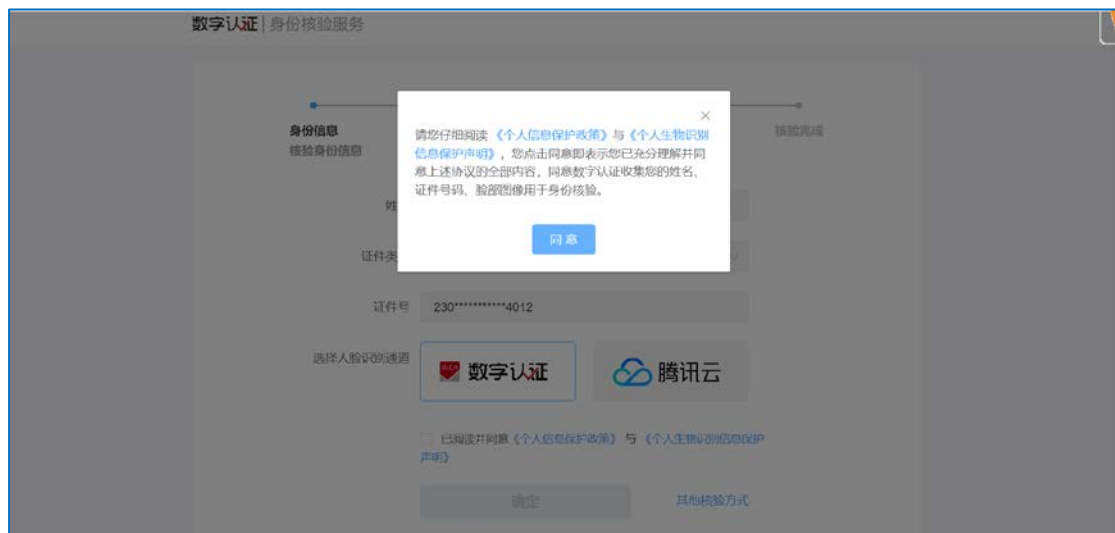 数字认证 | 身份核验服务
身份信息
核验身份信息
核验完成
请您仔细阅读《个人信息保护政策》与《个人生物识别
信息保护声明》，您点击同意即表示您已充分理解并同
意上述协议的全部内容，同意数字认证收集您的姓名、
证件号码、脸部图像用于身份核验。
同意
姓
证件类
证件号 230***********4012
选择人脸识别通道
数字认证
腾讯云
已阅读并同意《个人信息保护政策》 与 《个人生物识别信息保护
声明》
确定
其他核验方式